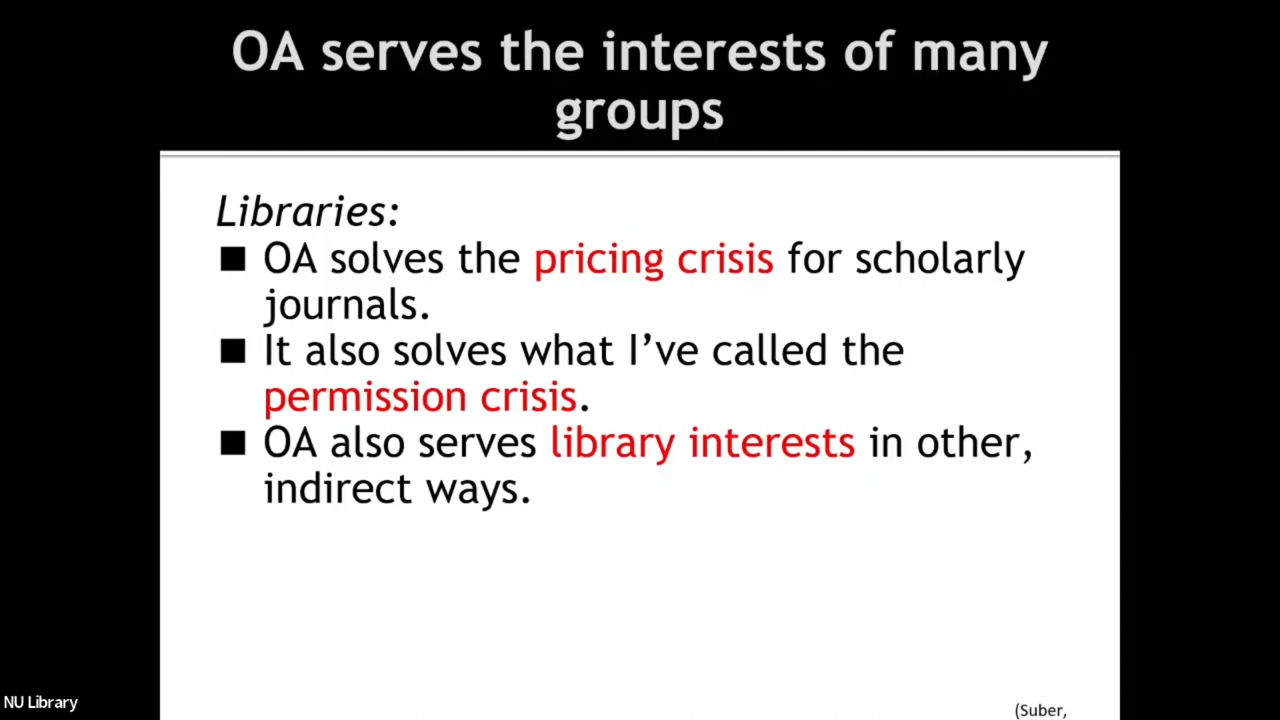 OA serves the interests of many
groups
Libraries:
■ OA solves the pricing crisis for scholarly
journals.
■ It also solves what I’ve called the
permission crisis.
■ OA also serves library interests in other,
indirect ways.
NU Library
(Suber,